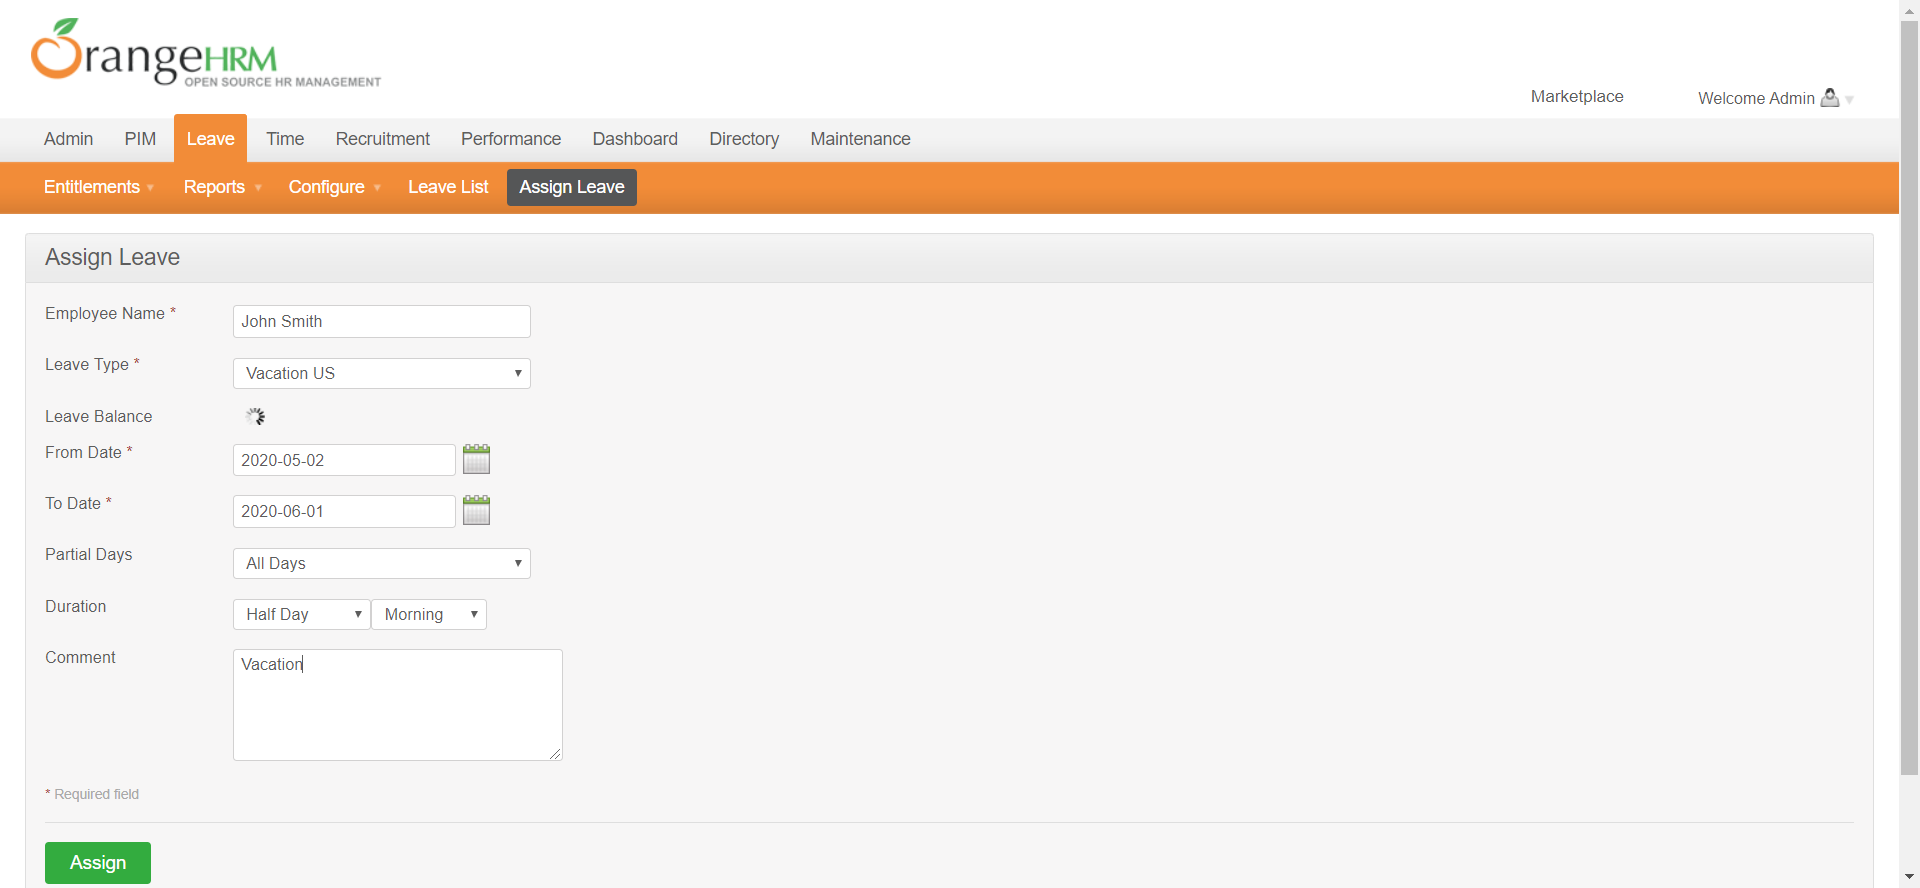 OrangeHRM
OPEN SOURCE HR MANAGEMENT
Marketplace
Welcome Admin
Admin PIM Leave Time Recruitment Performance Dashboard Directory Maintenance
Entitlements Reports Configure Leave List Assign Leave
Assign Leave
Employee Name * John Smith
Leave Type * Vacation US
Leave Balance
From Date * 2020-05-02
To Date * 2020-06-01
Partial Days All Days
Duration Half Day Morning
Comment Vacation
* Required field
Assign